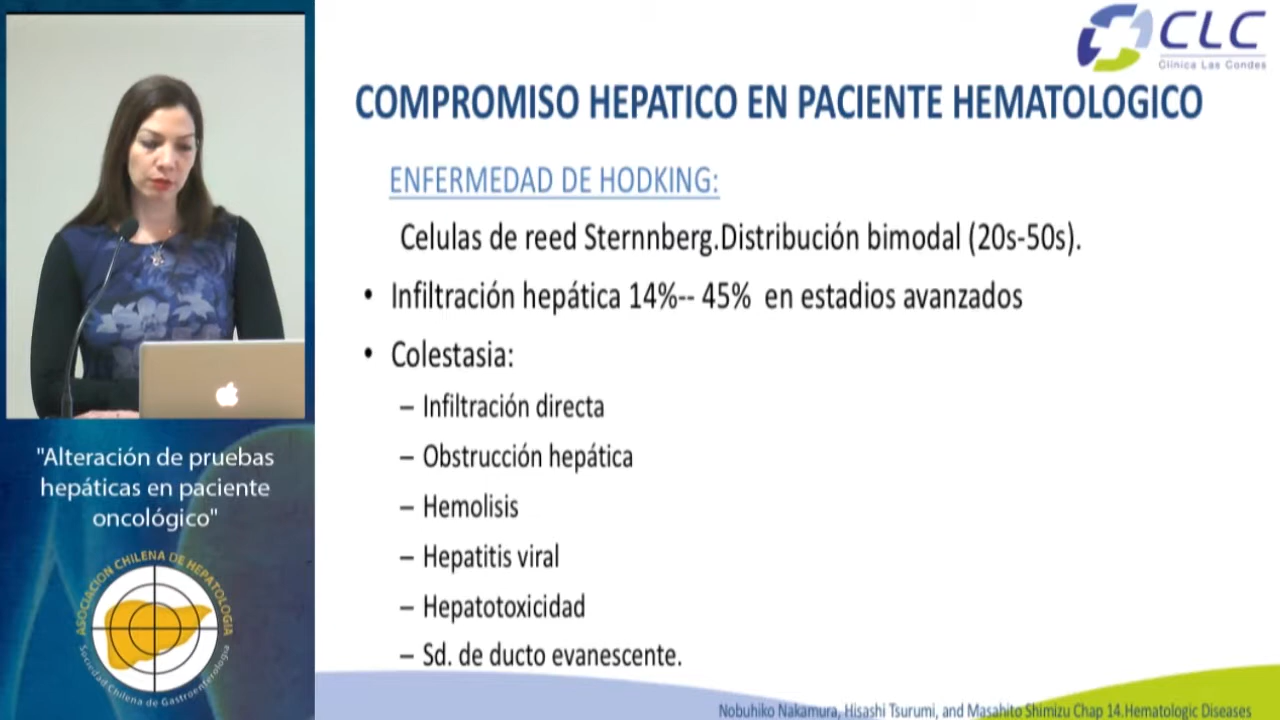 CLC
Clínica Las Condes
COMPROMISO HEPATICO EN PACIENTE HEMATOLOGICO
ENFERMEDAD DE HODKING:
Celulas de reed Sternnberg.Distribución bimodal (20s-50s).
• Infiltración hepática 14%-- 45% en estadios avanzados
• Colestasia:
– Infiltración directa
– Obstrucción hepática
– Hemolisis
– Hepatitis viral
– Hepatotoxicidad
– Sd. de ducto evanescente.
Nobuhiko Nakamura, Hisashi Tsurumi, and Masahito Shimizu Chap 14.Hematologic Diseases
"Alteración de pruebas
hepáticas en paciente
oncológico"
ASOCIACION CHILENA DE HEPATOLOGIA
Sociedad Chilena de Gastroenterología